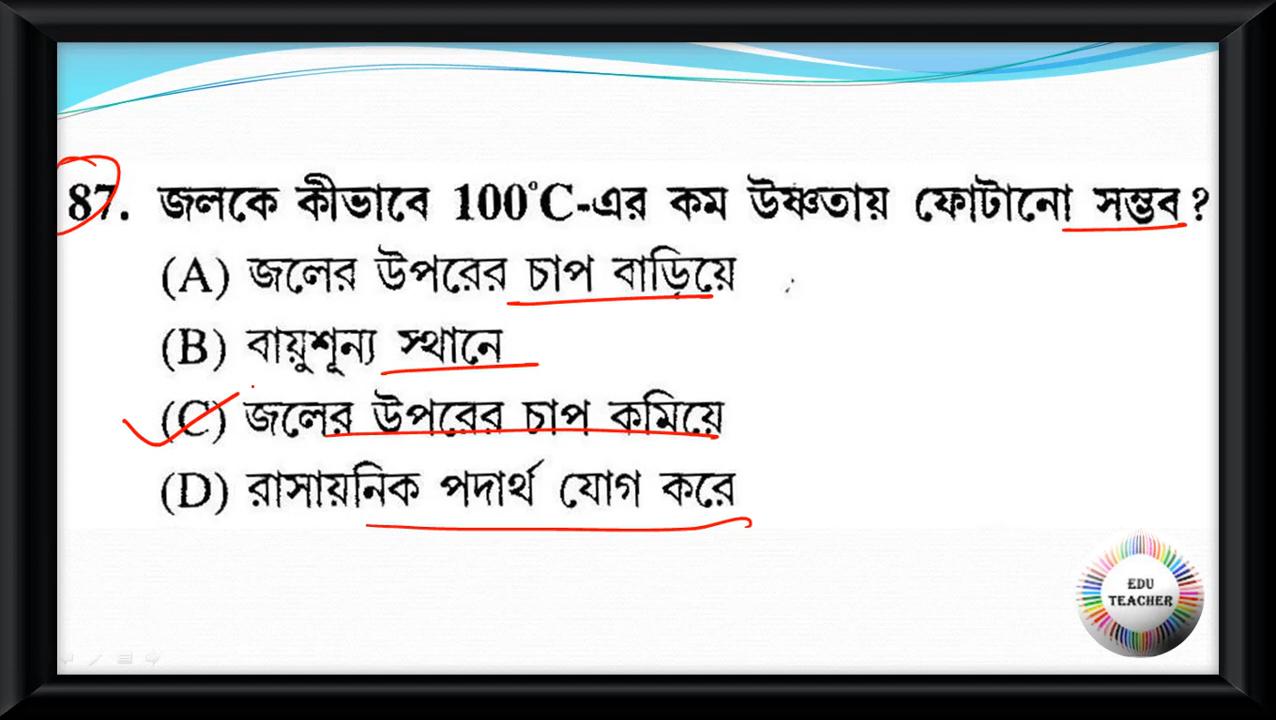 87. জলকে কীভাবে 100°C-এর কম উষ্ণতায় ফোটানো সম্ভব?
(A) জলের উপরের চাপ বাড়িয়ে
(B) বায়ুশূন্য স্থানে
(C) জলের উপরের চাপ কমিয়ে
(D) রাসায়নিক পদার্থ যোগ করে
EDU
TEACHER